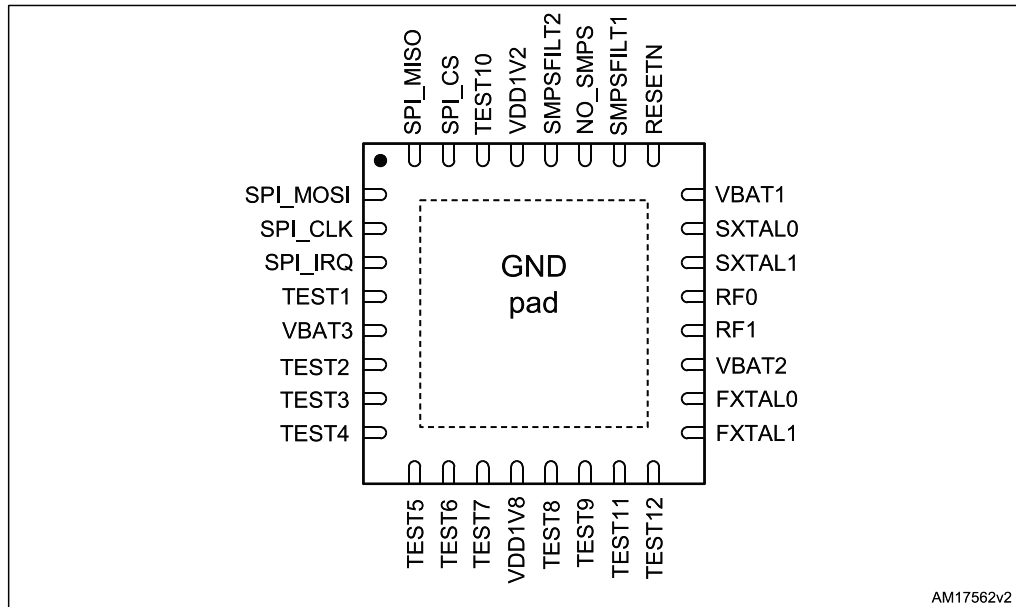 SPI_MISO
SPI_CS
TEST10
VDD1V2
SMPSFILT2
NO_SMPS
SMPSFILT1
RESETN
SPI_MOSI
SPI_CLK
SPI_IRQ
TEST1
VBAT3
TEST2
TEST3
TEST4
GND
pad
VBAT1
SXTAL0
SXTAL1
RF0
RF1
VBAT2
FXTAL0
FXTAL1
TEST5
TEST6
TEST7
VDD1V8
TEST8
TEST9
TEST11
TEST12
AM17562v2